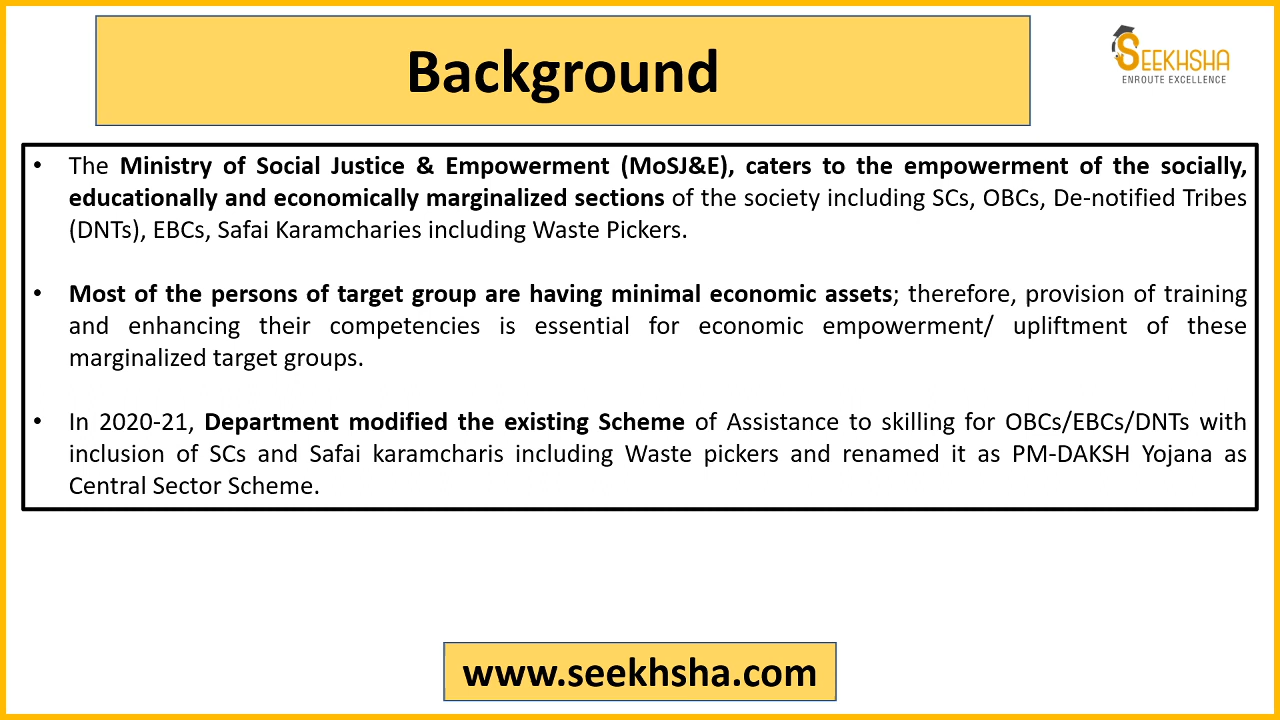 Background
SEEKHSHA
ENROUTE EXCELLENCE
• The Ministry of Social Justice & Empowerment (MoSJ&E), caters to the empowerment of the socially,
educationally and economically marginalized sections of the society including SCs, OBCs, De-notified Tribes
(DNTs), EBCs, Safai Karamcharies including Waste Pickers.
• Most of the persons of target group are having minimal economic assets; therefore, provision of training
and enhancing their competencies is essential for economic empowerment/ upliftment of these
marginalized target groups.
• In 2020-21, Department modified the existing Scheme of Assistance to skilling for OBCs/EBCs/DNTs with
inclusion of SCs and Safai karamcharis including Waste pickers and renamed it as PM-DAKSH Yojana as
Central Sector Scheme.
www.seekhsha.com